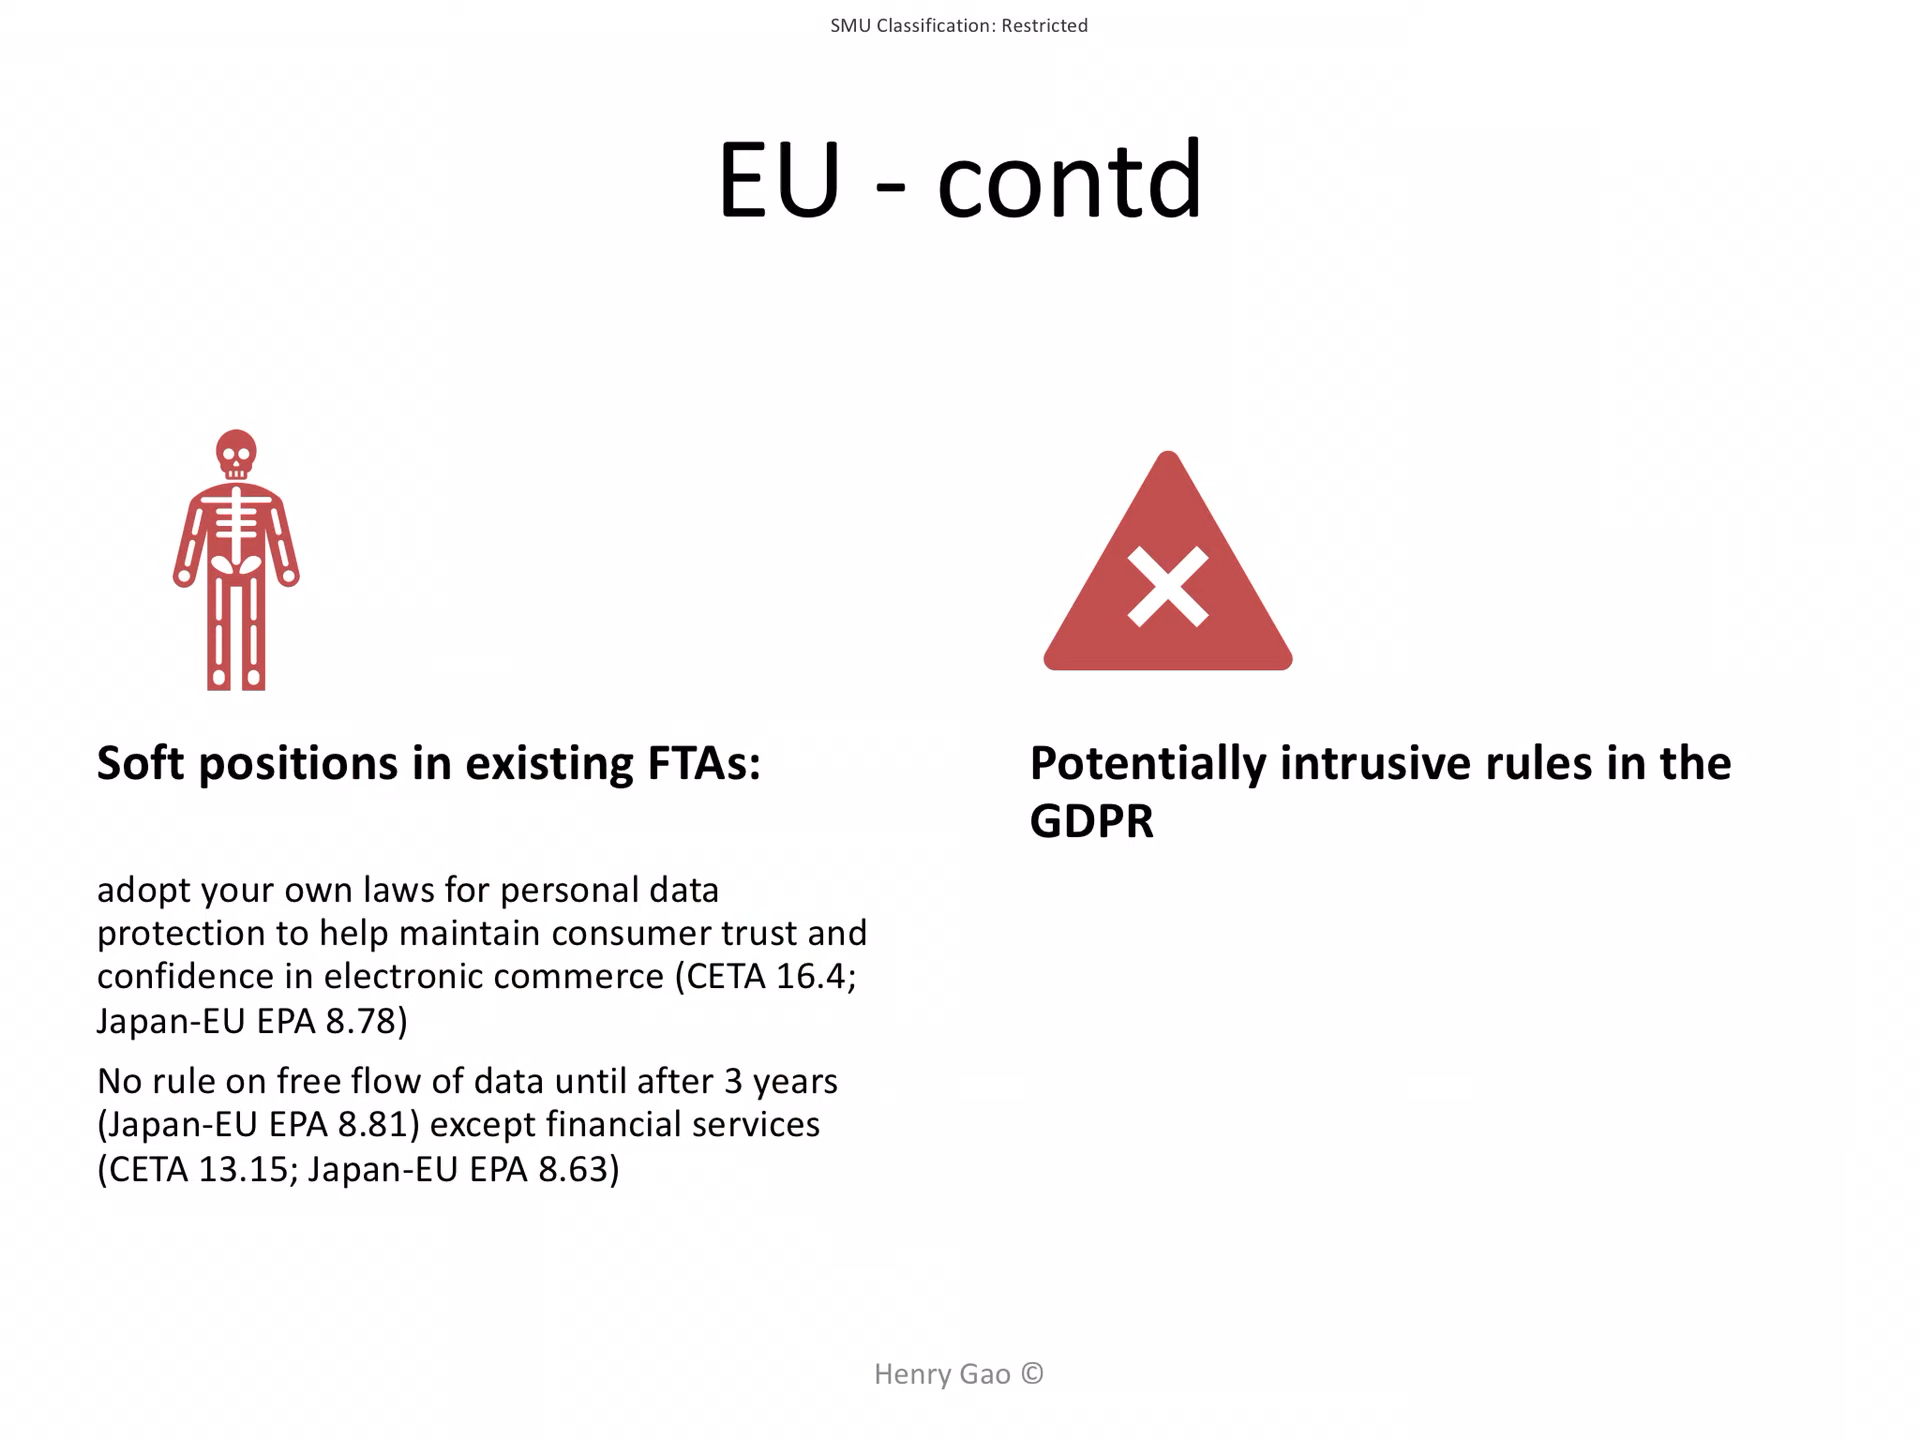 SMU Classification: Restricted
EU - contd
Soft positions in existing FTAs:
adopt your own laws for personal data
protection to help maintain consumer trust and
confidence in electronic commerce (CETA 16.4;
Japan-EU EPA 8.78)
No rule on free flow of data until after 3 years
(Japan-EU EPA 8.81) except financial services
(CETA 13.15; Japan-EU EPA 8.63)
Potentially intrusive rules in the
GDPR
Henry Gao ©